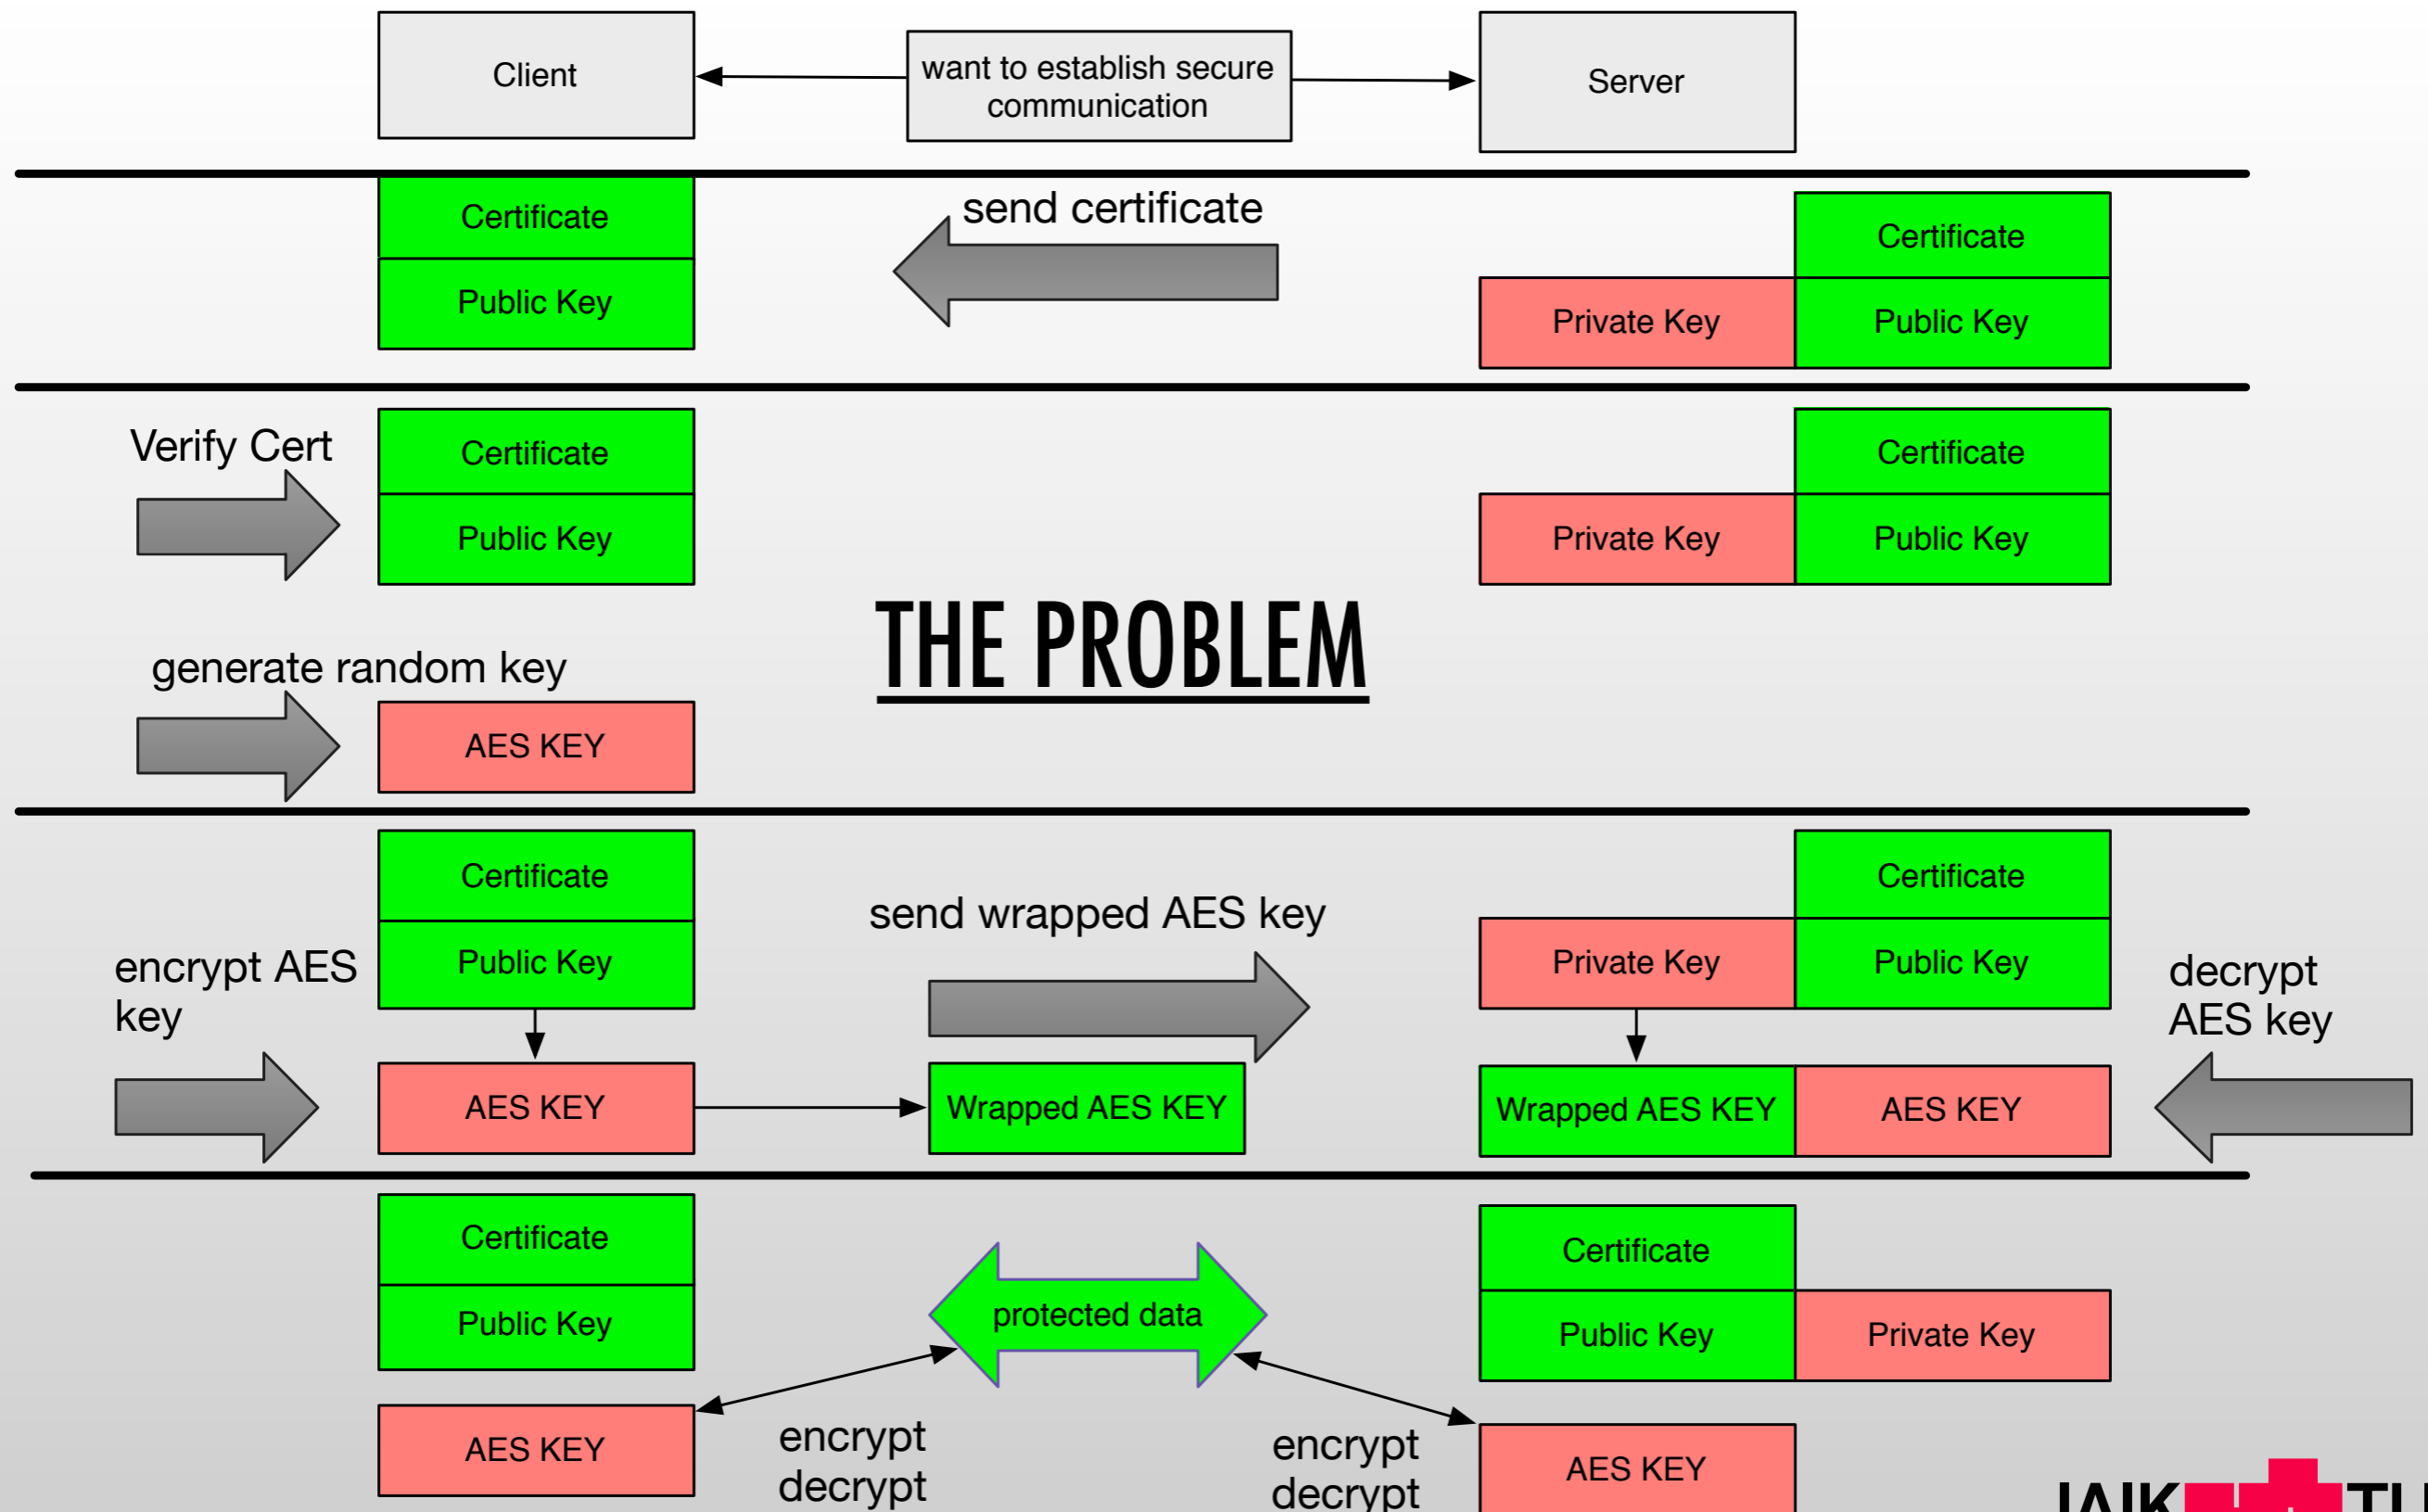 Client
want to establish secure
communication
Server
send certificate
Certificate
Public Key
Certificate
Private Key
Public Key
Verify Cert
Certificate
Public Key
Certificate
Private Key
Public Key
THE PROBLEM
generate random key
AES KEY
Certificate
Public Key
send wrapped AES key
Certificate
Private Key
Public Key
encrypt AES
key
decrypt
AES key
AES KEY
Wrapped AES KEY
Wrapped AES KEY
AES KEY
Certificate
Public Key
protected data
Certificate
Public Key
Private Key
AES KEY
encrypt
decrypt
encrypt
decrypt
AES KEY
IAIK